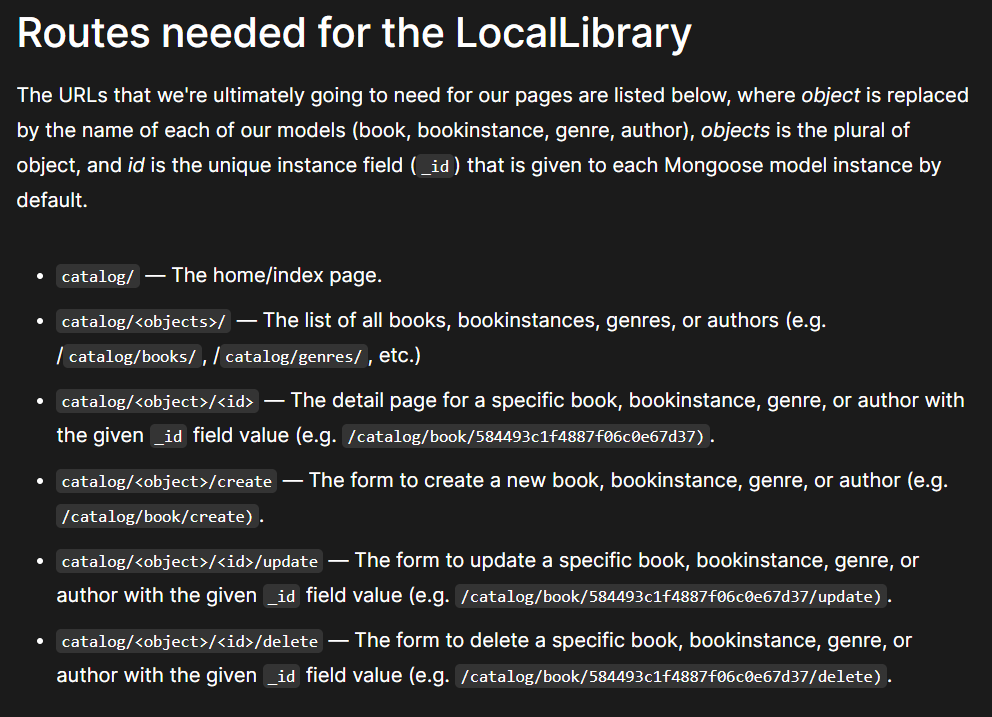 Routes needed for the LocalLibrary
The URLs that we're ultimately going to need for our pages are listed below, where object is replaced
by the name of each of our models (book, bookinstance, genre, author), objects is the plural of
object, and id is the unique instance field (_id) that is given to each Mongoose model instance by
default.
• catalog/ — The home/index page.
• catalog/<objects>/ — The list of all books, bookinstances, genres, or authors (e.g.
/catalog/books/, /catalog/genres/, etc.)
• catalog/<object>/<id> — The detail page for a specific book, bookinstance, genre, or author with
the given _id field value (e.g. /catalog/book/584493c1f4887f06c0e67d37).
• catalog/<object>/create — The form to create a new book, bookinstance, genre, or author (e.g.
/catalog/book/create).
• catalog/<object>/<id>/update — The form to update a specific book, bookinstance, genre, or
author with the given _id field value (e.g. /catalog/book/584493c1f4887f06c0e67d37/update).
• catalog/<object>/<id>/delete — The form to delete a specific book, bookinstance, genre, or
author with the given _id field value (e.g. /catalog/book/584493c1f4887f06c0e67d37/delete).